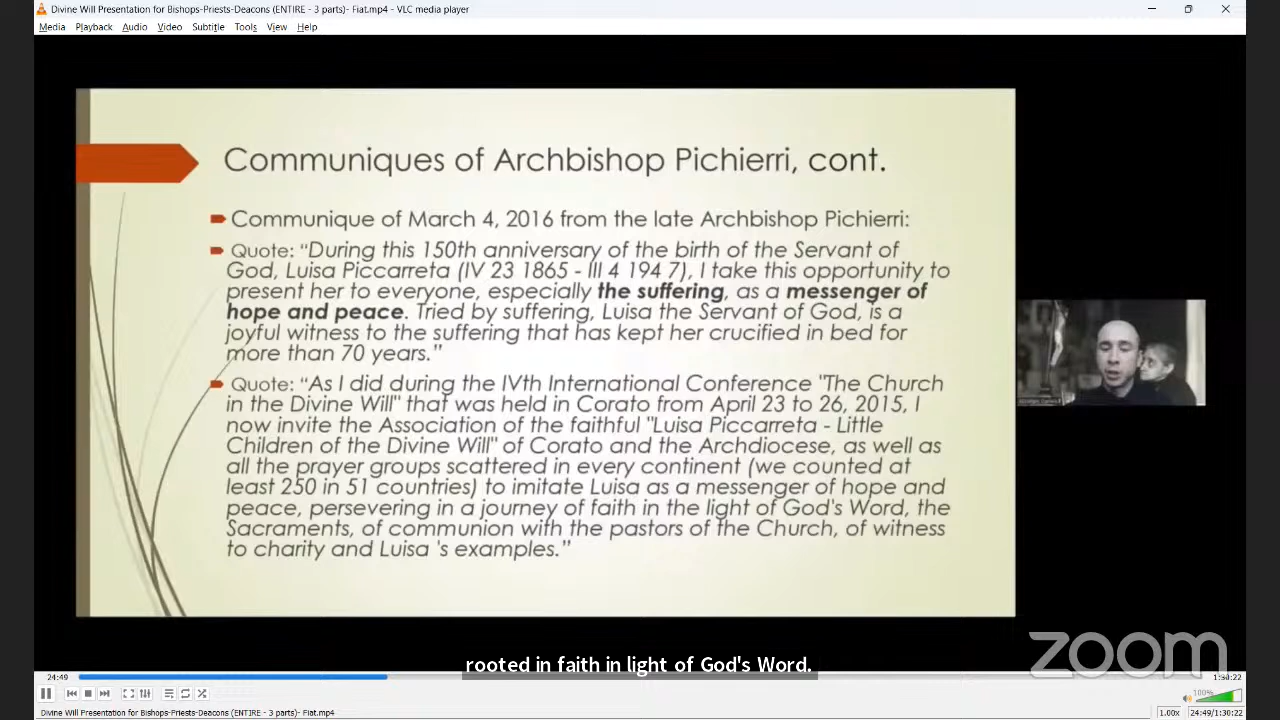 Divine Will Presentation for Bishops-Priests-Deacons (ENTIRE - 3 parts)- Fiat.mp4 - VLC media player
Media Playback Audio Video Subtitle Tools View Help
Communiques of Archbishop Pichierri, cont.
Communique of March 4, 2016 from the late Archbishop Pichierri:
Quote: “During this 150th anniversary of the birth of the Servant of
God, Luisa Piccarreta (IV 23 1865 - III 4 194 7), I take this opportunity to
present her to everyone, especially the suffering, as a messenger of
hope and peace. Tried by suffering, Luisa the Servant of God, is a
joyful witness to the suffering that has kept her crucified in bed for
more than 70 years.”
Quote: “As I did during the IVth International Conference "The Church
in the Divine Will" that was held in Corato from April 23 to 26, 2015, I
now invite the Association of the faithful "Luisa Piccarreta - Little
Children of the Divine Will" of Corato and the Archdiocese, as well as
all the prayer groups scattered in every continent (we counted at
least 250 in 51 countries) to imitate Luisa as a messenger of hope and
peace, persevering in a journey of faith in the light of God's Word, the
Sacraments, of communion with the pastors of the Church, of witness
to charity and Luisa 's examples.”
rooted in faith in light of God's Word.
zoom
24:49
1:30:22
100%
Divine Will Presentation for Bishops-Priests-Deacons (ENTIRE - 3 parts)- Fiat.mp4
1.00x 24:49/1:30:22